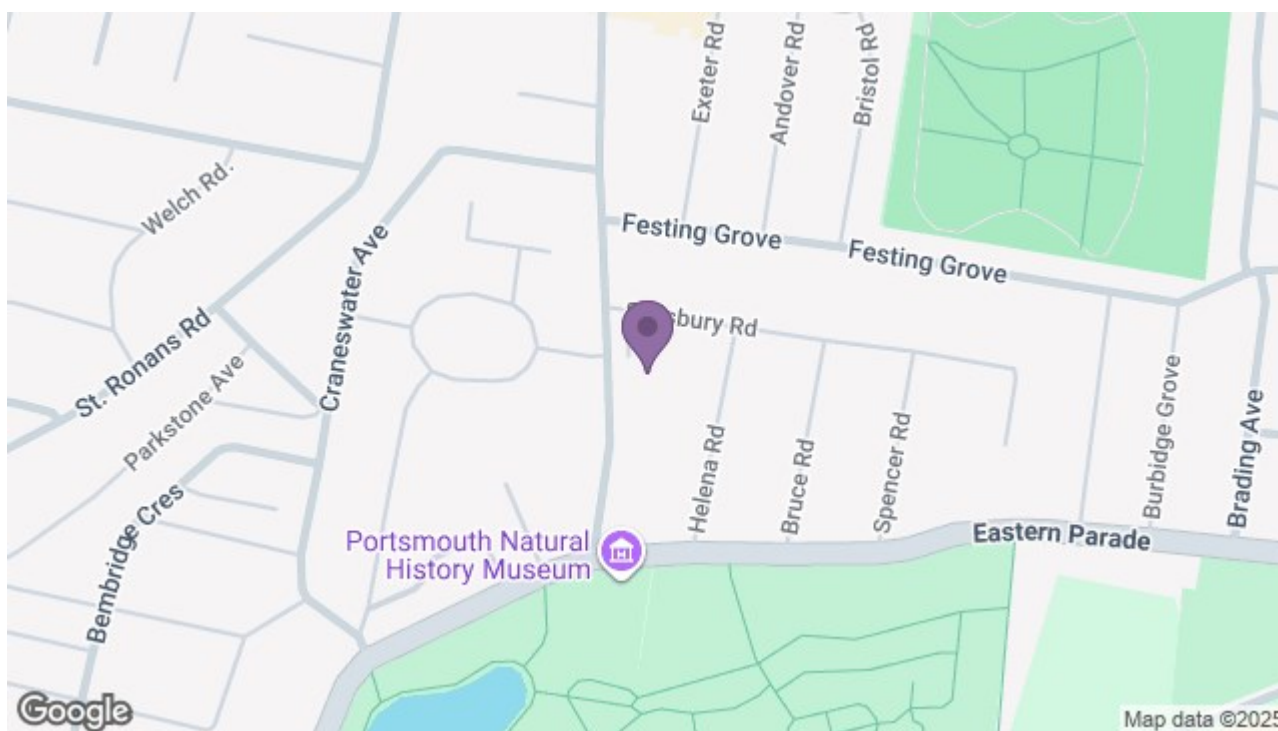 Exeter Rd
Andover Rd
Bristol Rd
Welch Rd.
Craneswater Ave
Festing Grove
Festing Grove
St. Ronans Rd
Parkstone Ave
Rd
Helena Rd
Bruce Rd
Spencer Rd
Burbidge Grove
Brading Ave
Bembridge Cres
Portsmouth Natural
History Museum
Eastern Parade
Google
Map data ©2025